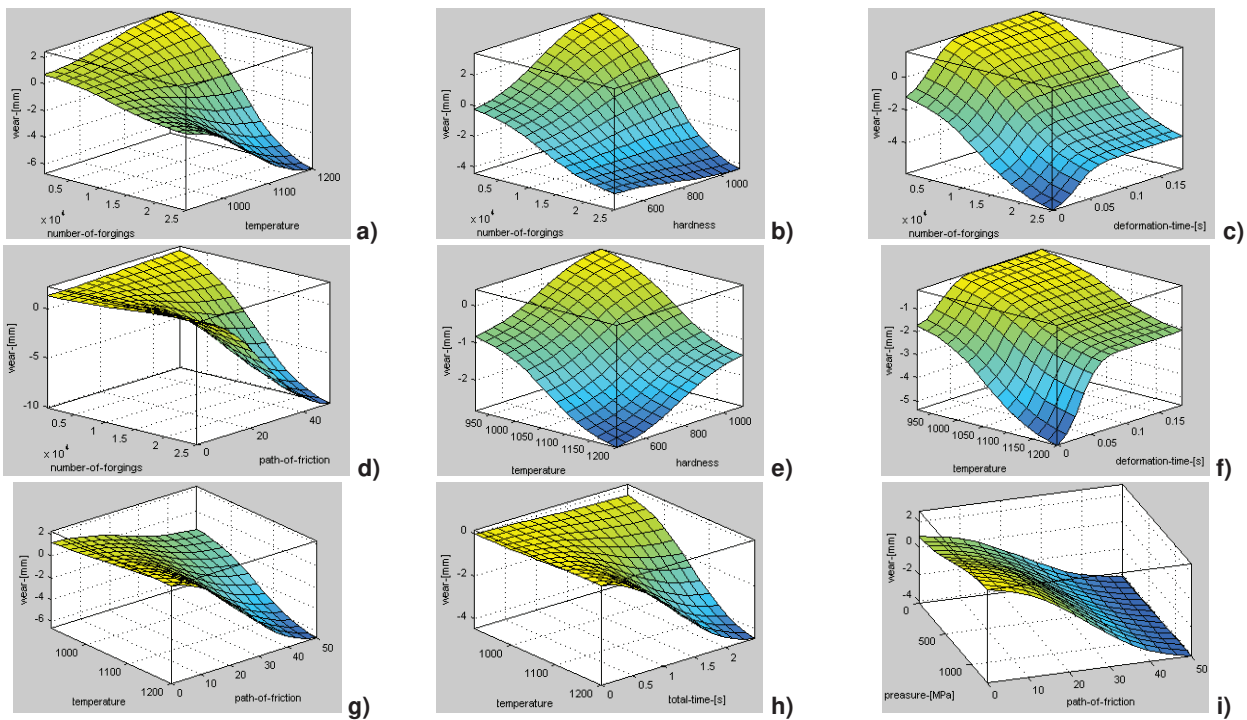 2
0
-2
-4
-6
wear-[mm]
0.5
1
1.5
2
2.5
x 10⁴
number-of-forgings
1000
1100
1200
temperature
a)
2
0
-2
-4
wear-[mm]
0.5
1
1.5
2
2.5
x 10⁴
number-of-forgings
600
800
1000
hardness
b)
0
-2
-4
wear-[mm]
0.5
1
1.5
2
2.5
x 10⁴
number-of-forgings
0
0.05
0.1
0.15
deformation-time-[s]
c)
0
-5
-10
wear-[mm]
0.5
1
1.5
2
2.5
x 10⁴
number-of-forgings
0
20
40
path-of-friction
d)
0
-1
-2
wear-[mm]
950
1000
1050
1100
1150
1200
temperature
600
800
1000
hardness
e)
-1
-2
-3
-4
-5
wear-[mm]
950
1000
1050
1100
1150
1200
temperature
0
0.05
0.1
0.15
deformation-time-[s]
f)
2
0
-2
-4
-6
wear-[mm]
1000
1100
1200
temperature
0
10
20
30
40
50
path-of-friction
g)
0
-2
-4
wear-[mm]
1000
1100
1200
temperature
0
0.5
1
1.5
2
total-time-[s]
h)
2
0
-2
-4
wear-[mm]
0
500
1000
preasure-[MPa]
0
10
20
30
40
50
path-of-friction
i)